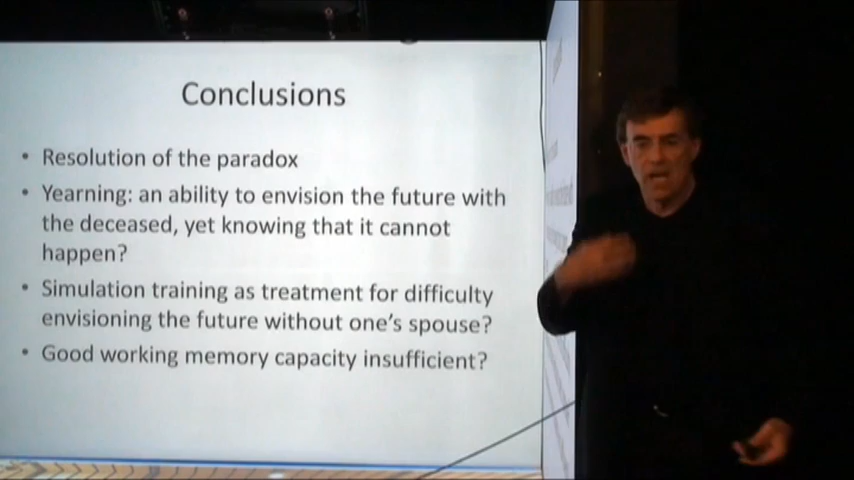 Conclusions
• Resolution of the paradox
• Yearning: an ability to envision the future with
the deceased, yet knowing that it cannot
happen?
• Simulation training as treatment for difficulty
envisioning the future without one's spouse?
• Good working memory capacity insufficient?